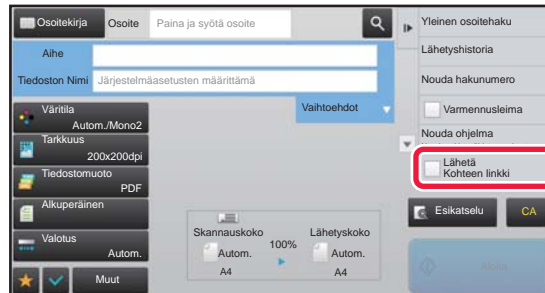 Osoitekirja
Osoite
Paina ja syötä osoite
Aihe
Tiedoston Nimi
Järjestelmäasetusten määrittämä
Vaihtoehdot
Väritila
Autom./Mono2
Tarkkuus
200x200dpi
Tiedostomuoto
PDF
Alkuperäinen
Valotus
Autom.
Muut
Skannauskoko
Autom.
A4
100%
Lähetyskoko
Autom.
A4
Yleinen osoitehaku
Lähetyshistoria
Nouda hakunumero
Varmennusleima
Nouda ohjelma
Lähetä
Kohteen linkki
Esikatselu
CA